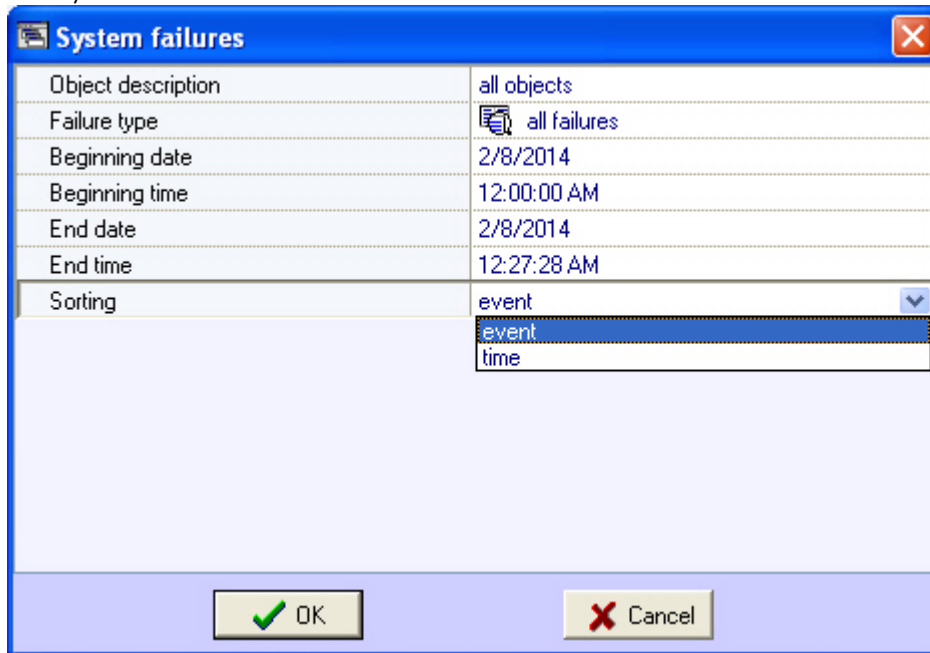 System failures
Object description all objects
Failure type all failures
Beginning date 2/8/2014
Beginning time 12:00:00 AM
End date 2/8/2014
End time 12:27:28 AM
Sorting event
event
time
OK Cancel